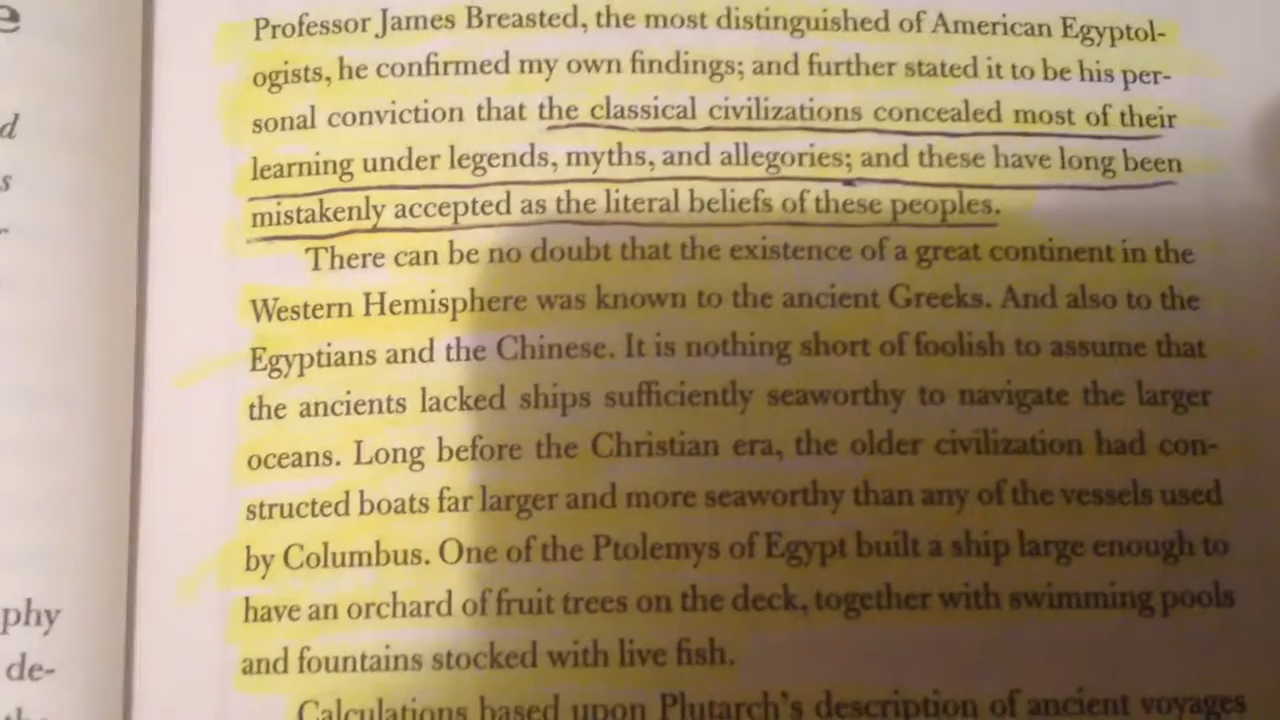 e
d
s
r
phy
de-
the
Professor James Breasted, the most distinguished of American Egyptol-
ogists, he confirmed my own findings; and further stated it to be his per-
sonal conviction that the classical civilizations concealed most of their
learning under legends, myths, and allegories; and these have long been
mistakenly accepted as the literal beliefs of these peoples.
There can be no doubt that the existence of a great continent in the
Western Hemisphere was known to the ancient Greeks. And also to the
Egyptians and the Chinese. It is nothing short of foolish to assume that
the ancients lacked ships sufficiently seaworthy to navigate the larger
oceans. Long before the Christian era, the older civilization had con-
structed boats far larger and more seaworthy than any of the vessels used
by Columbus. One of the Ptolemys of Egypt built a ship large enough to
have an orchard of fruit trees on the deck, together with swimming pools
and fountains stocked with live fish.
Calculations based upon Plutarch's description of ancient voyages